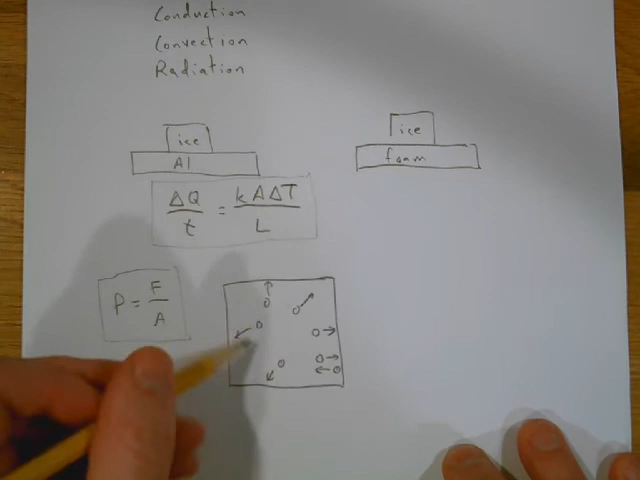 Conduction
Convection
Radiation
ice
Al
ice
foam
ΔQ/t = kAΔT/L
P = F/A